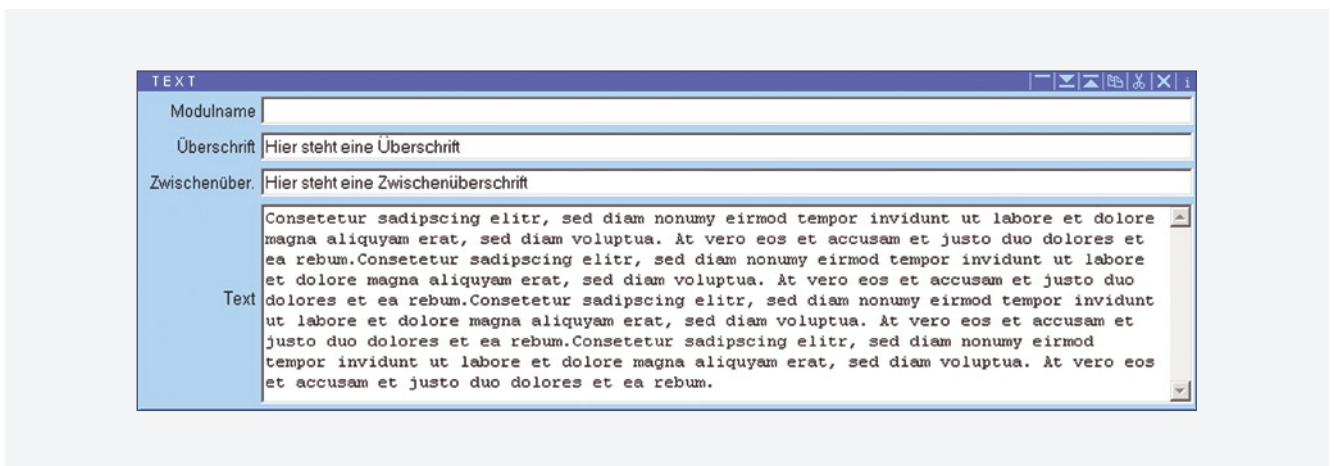 TEXT i
Modulname
Überschrift Hier steht eine Überschrift
Zwischenüber. Hier steht eine Zwischenüberschrift
Text
Consetetur sadipscing elitr, sed diam nonumy eirmod tempor invidunt ut labore et dolore
magna aliquyam erat, sed diam voluptua. At vero eos et accusam et justo duo dolores et
ea rebum.Consetetur sadipscing elitr, sed diam nonumy eirmod tempor invidunt ut labore
et dolore magna aliquyam erat, sed diam voluptua. At vero eos et accusam et justo duo
dolores et ea rebum.Consetetur sadipscing elitr, sed diam nonumy eirmod tempor invidunt
ut labore et dolore magna aliquyam erat, sed diam voluptua. At vero eos et accusam et
justo duo dolores et ea rebum.Consetetur sadipscing elitr, sed diam nonumy eirmod
tempor invidunt ut labore et dolore magna aliquyam erat, sed diam voluptua. At vero eos
et accusam et justo duo dolores et ea rebum.